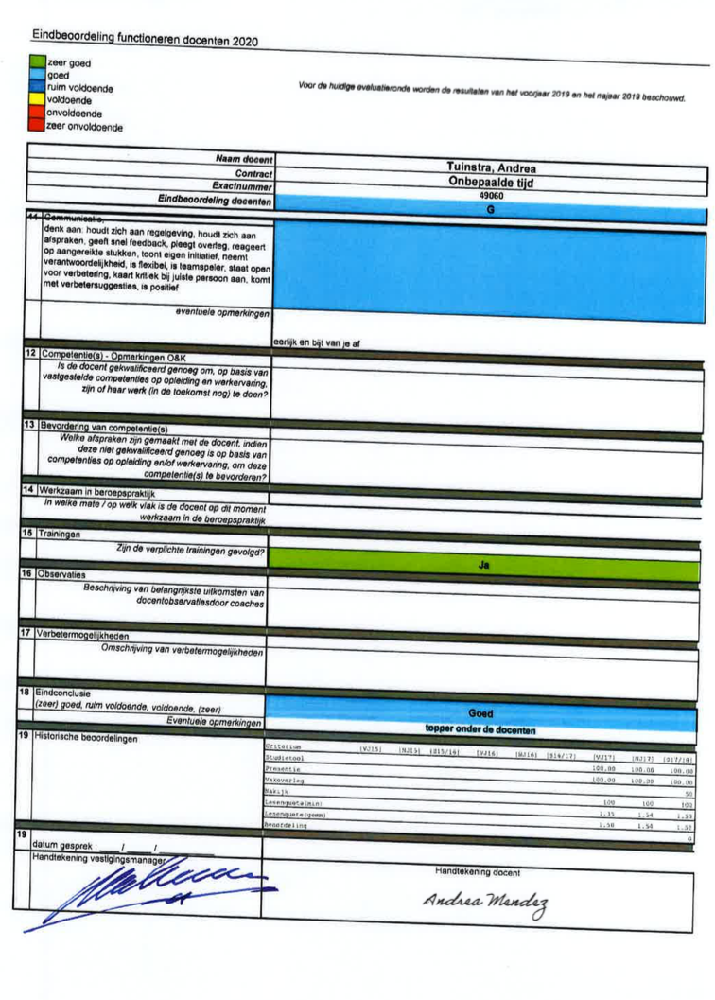 Eindbeoordeling functioneren docenten 2020
zeer goed
goed
ruim voldoende
voldoende
onvoldoende
zeer onvoldoende
Voor de huidige evaluatieronde worden de resultaten van het voorjaar 2019 en het najaar 2019 beschouwd.
Naam docent Tuinstra, Andrea
Contract Onbepaalde tijd
Exactnummer 49060
Eindbeoordeling docenten G
11 Communicatie,
denk aan: houdt zich aan regelgeving, houdt zich aan
afspraken, geeft snel feedback, pleegt overleg, reageert
op aangereikte stukken, toont eigen initiatief, neemt
verantwoordelijkheid, is flexibel, is teamspeler, staat open
voor verbetering, kaart kritiek bij juiste persoon aan, komt
met verbetersuggesties, is positief
eventuele opmerkingen
eerlijk en bijt van je af
12 Competentie(s) - Opmerkingen O&K
Is de docent gekwalificeerd genoeg om, op basis van
vastgestelde competenties op opleiding en werkervaring,
zijn of haar werk (in de toekomst nog) te doen?
13 Bevordering van competentie(s)
Welke afspraken zijn gemaakt met de docent, indien
deze niet gekwalificeerd genoeg is op basis van
competenties op opleiding en/of werkervaring, om deze
competentie(s) te bevorderen?
14 Werkzaam in beroepspraktijk
In welke mate / op welk vlak is de docent op dit moment
werkzaam in de beroepspraktijk
15 Trainingen
Zijn de verplichte trainingen gevolgd? Ja
16 Observaties
Beschrijving van belangrijkste uitkomsten van
docentobservatiesdoor coaches
17 Verbetermogelijkheden
Omschrijving van verbetermogelijkheden
18 Eindconclusie
(zeer) goed, ruim voldoende, voldoende, (zeer) Goed
Eventuele opmerkingen topper onder de docenten
19 Historische beoordelingen
Criterium [VJ15] [NJ15] [VJ16] [NJ16] [VJ17] [NJ17] [017/18]
Studietool
Presentie 100.00 100.00 100.00
Vaxoverleg 100.00 100.00 100.00
Nakijk 50
Lesenquete(min) 100 100 100
Lesenquete(gemm) 1.35 1.54
Beoordeling 1.50 1.54 1.52
G
19
datum gesprek : ___/___/_______
Handtekening vestigingsmanager
Handtekening docent
Andrea Mendez